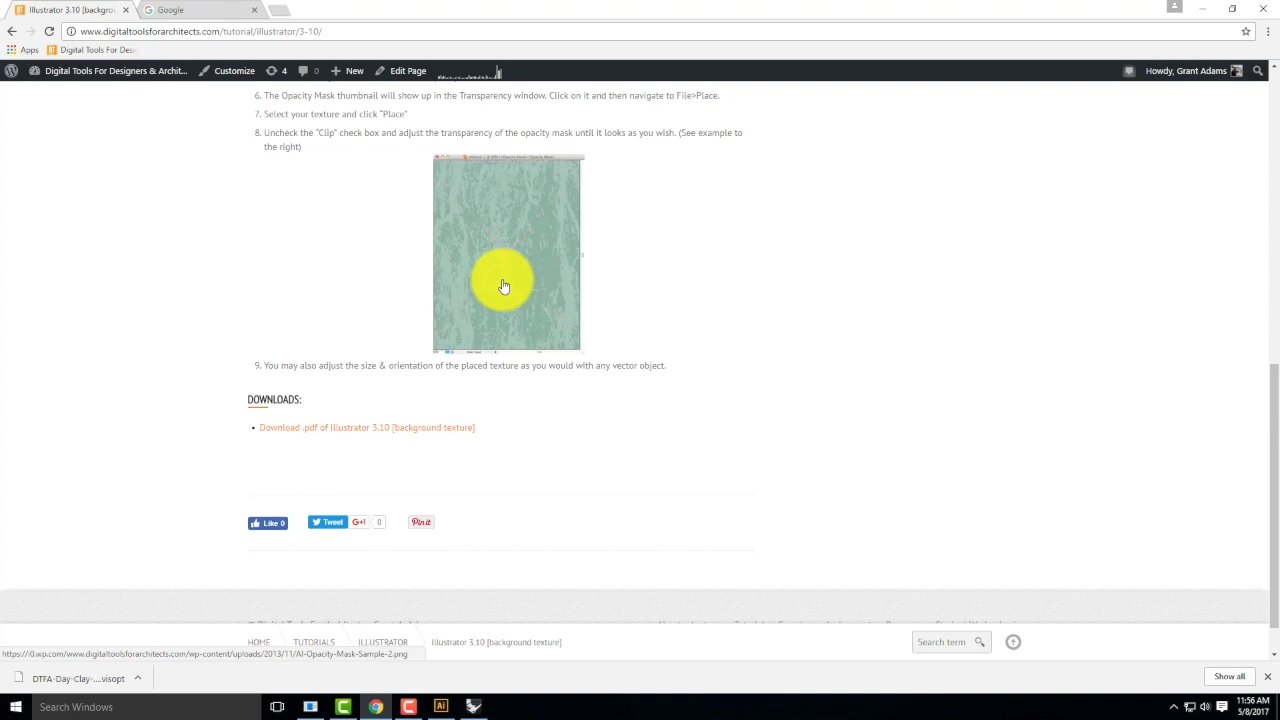 Illustrator 3.10 [backgrou
Google
www.digitaltoolsforarchitects.com/tutorial/illustrator/3-10/
Apps
Digital Tools For Des
Digital Tools For Designers & Archit...
Customize
4
0
New
Edit Page
Howdy, Grant Adams
6. The Opacity Mask thumbnail will show up in the Transparency window. Click on it and then navigate to File>Place.
7. Select your texture and click “Place”
8. Uncheck the “Clip” check box and adjust the transparency of the opacity mask until it looks as you wish. (See example to
the right)
9. You may also adjust the size & orientation of the placed texture as you would with any vector object.
DOWNLOADS:
• Download .pdf of Illustrator 3.10 [background texture]
Like 0
Tweet
G+1
0
Pin it
HOME
TUTORIALS
ILLUSTRATOR
Illustrator 3.10 [background texture]
Search term
https://i0.wp.com/www.digitaltoolsforarchitects.com/wp-content/uploads/2013/11/AI-Opacity-Mask-Sample-2.png
DTFA-Day-Clay-....visopt
Show all
Search Windows
Ai
11:56 AM
5/8/2017